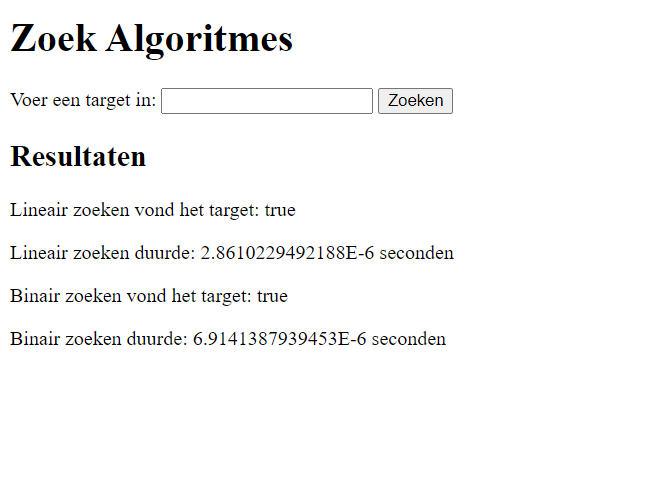 Zoek Algoritmes
Voer een target in: Zoeken
Resultaten
Lineair zoeken vond het target: true
Lineair zoeken duurde: 2.8610229492188E-6 seconden
Binair zoeken vond het target: true
Binair zoeken duurde: 6.9141387939453E-6 seconden